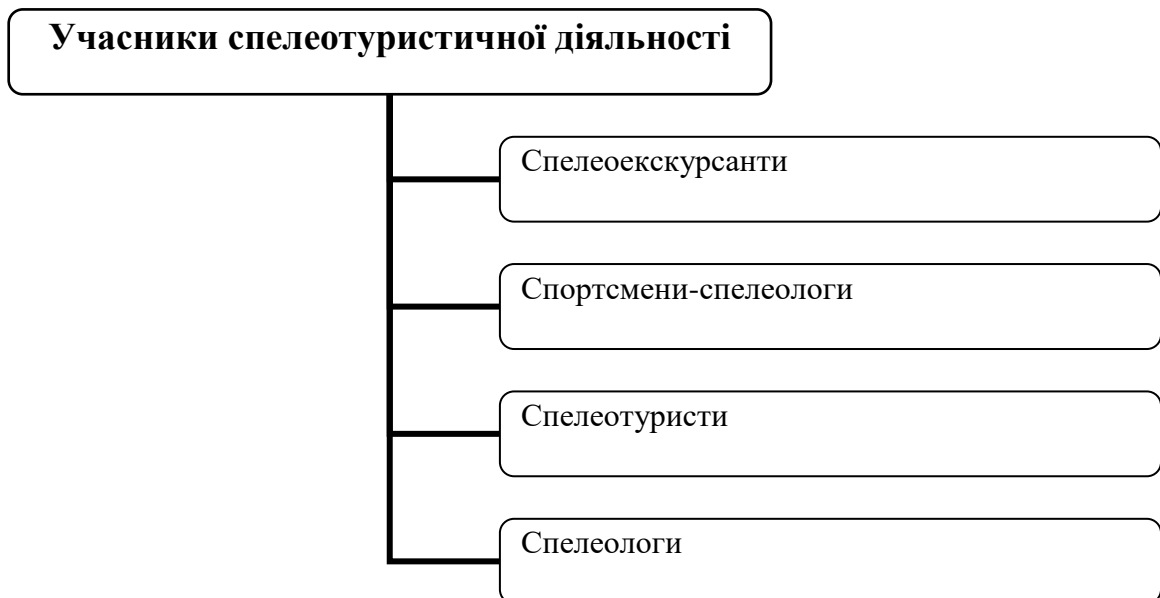 Учасники спелеотуристичної діяльності
Спелеоекскурсанти
Спортсмени-спелеологи
Спелеотуристи
Спелеологи